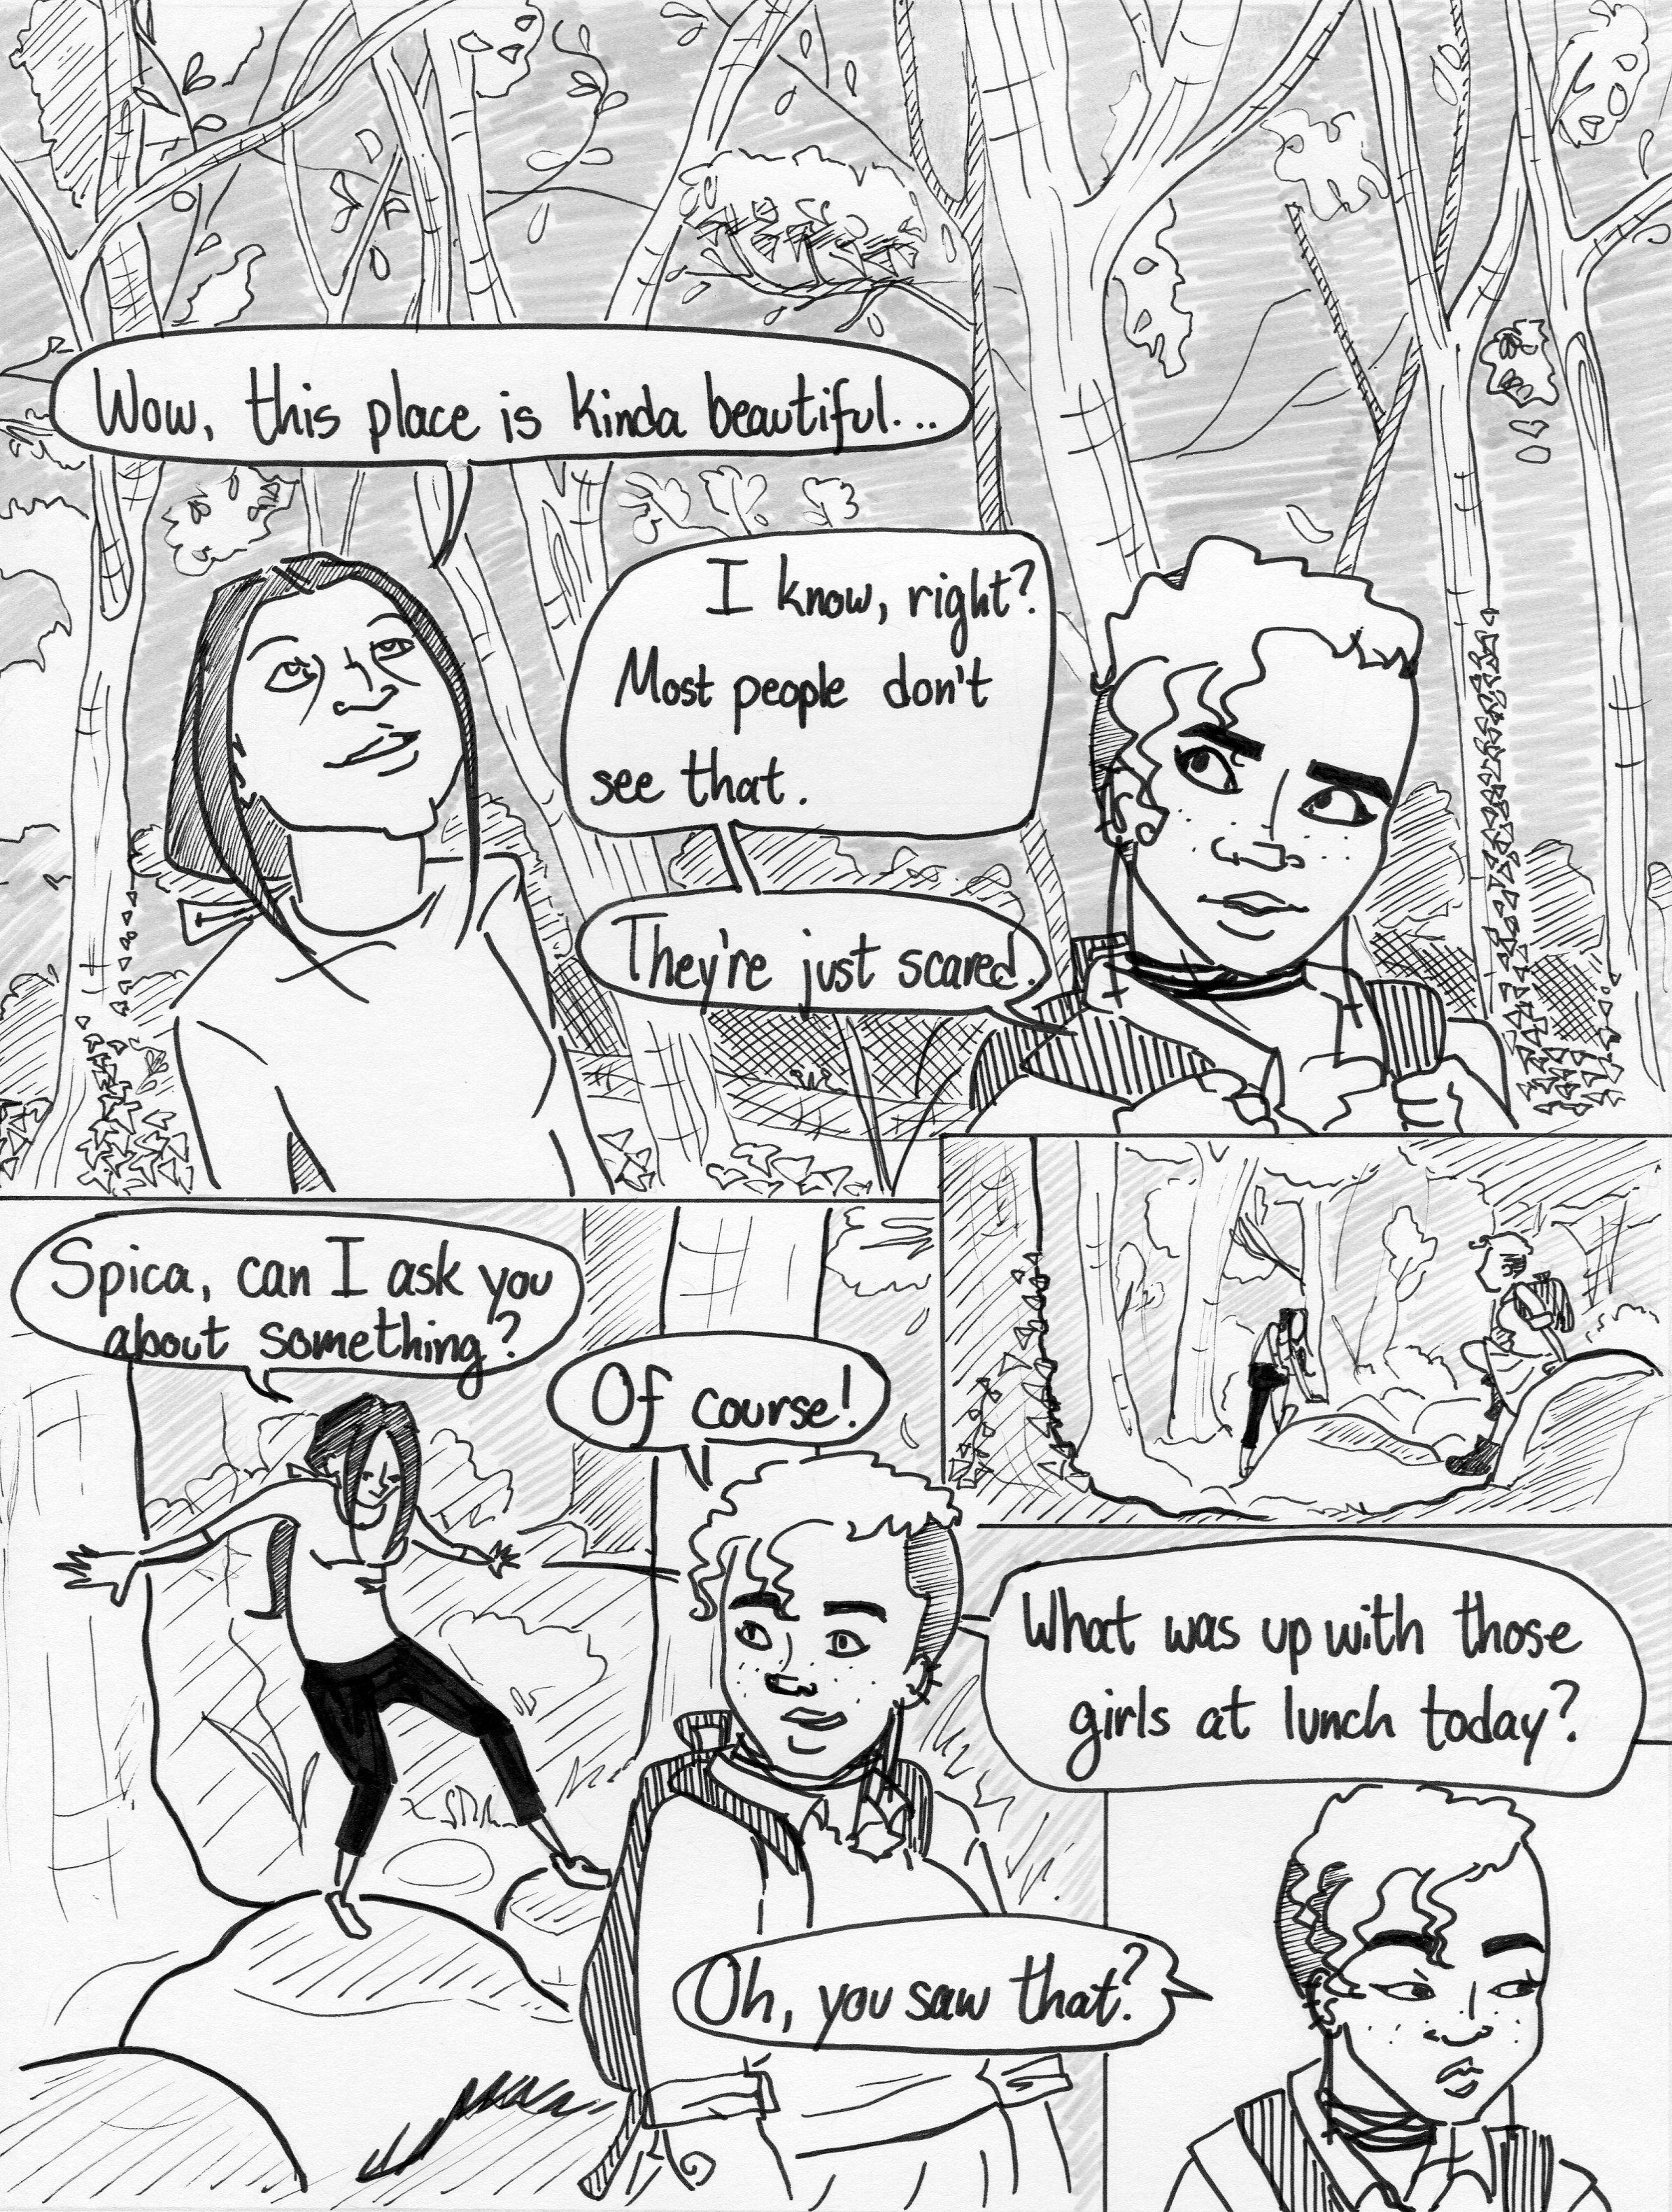 Wow, this place is kinda beautiful...
I know, right?
Most people don't
see that.
They're just scared.
Spica, can I ask you
about something?
Of course!
What was up with those
girls at lunch today?
Oh, you saw that?